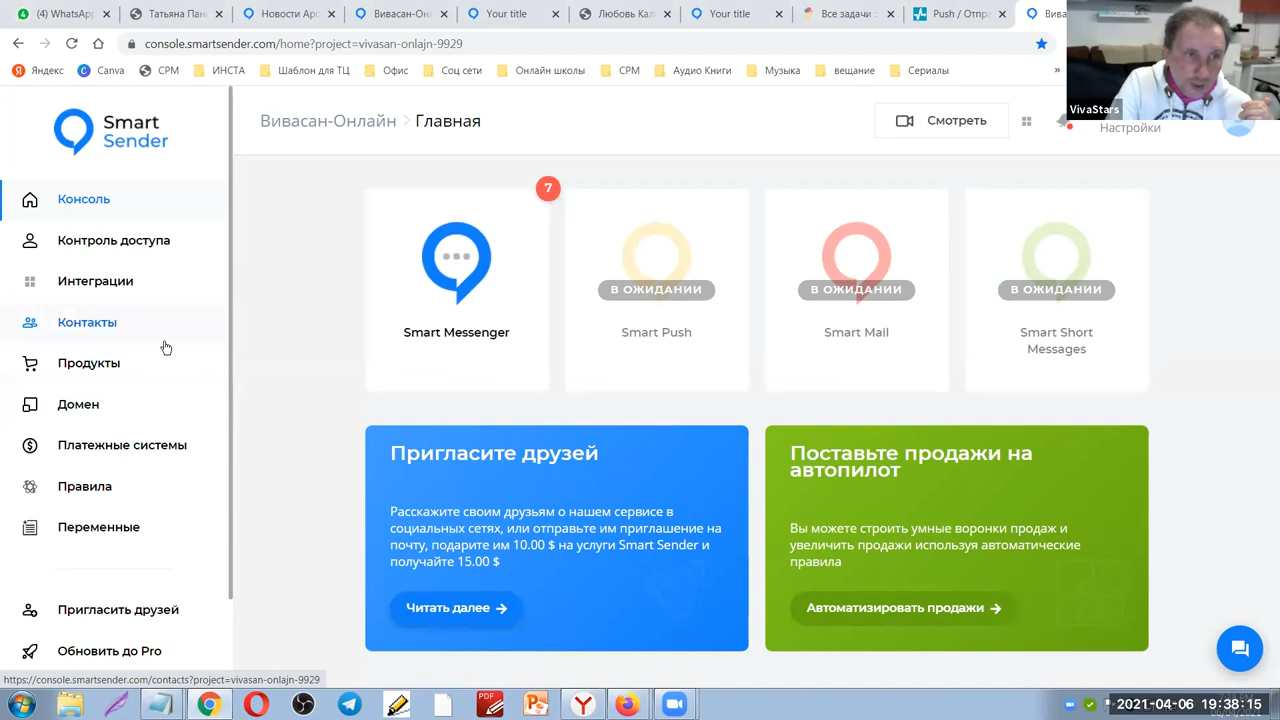 (4) WhatsApp
Татьяна Пан
Новости Аро
Вивасан-Он
Your title
Любовь Кал
Your title
Все задачи
Push / Отпра
Вива
console.smartsender.com/home?project=vivasan-onlajn-9929
Яндекс
Canva
СРМ
ИНСТА
Шаблон для ТЦ
Офис
Соц сети
Онлайн школы
СРМ
Аудио Книги
Музыка
вещание
Сериалы
»
VivaStars
Smart
Sender
Вивасан-Онлайн > Главная
Смотреть
Настройки
Консоль
Контроль доступа
Интеграции
Контакты
Продукты
Домен
Платежные системы
Правила
Переменные
Пригласить друзей
Обновить до Pro
7
Smart Messenger
В ОЖИДАНИИ
Smart Push
В ОЖИДАНИИ
Smart Mail
В ОЖИДАНИИ
Smart Short
Messages
Пригласите друзей
Расскажите своим друзьям о нашем сервисе в
социальных сетях, или отправьте им приглашение на
почту, подарите им 10.00 $ на услуги Smart Sender и
получайте 15.00 $
Читать далее →
Поставьте продажи на
автопилот
Вы можете строить умные воронки продаж и
увеличить продажи используя автоматические
правила
Автоматизировать продажи →
https://console.smartsender.com/contacts?project=vivasan-onlajn-9929
PDF
2021-04-06 19:38:15